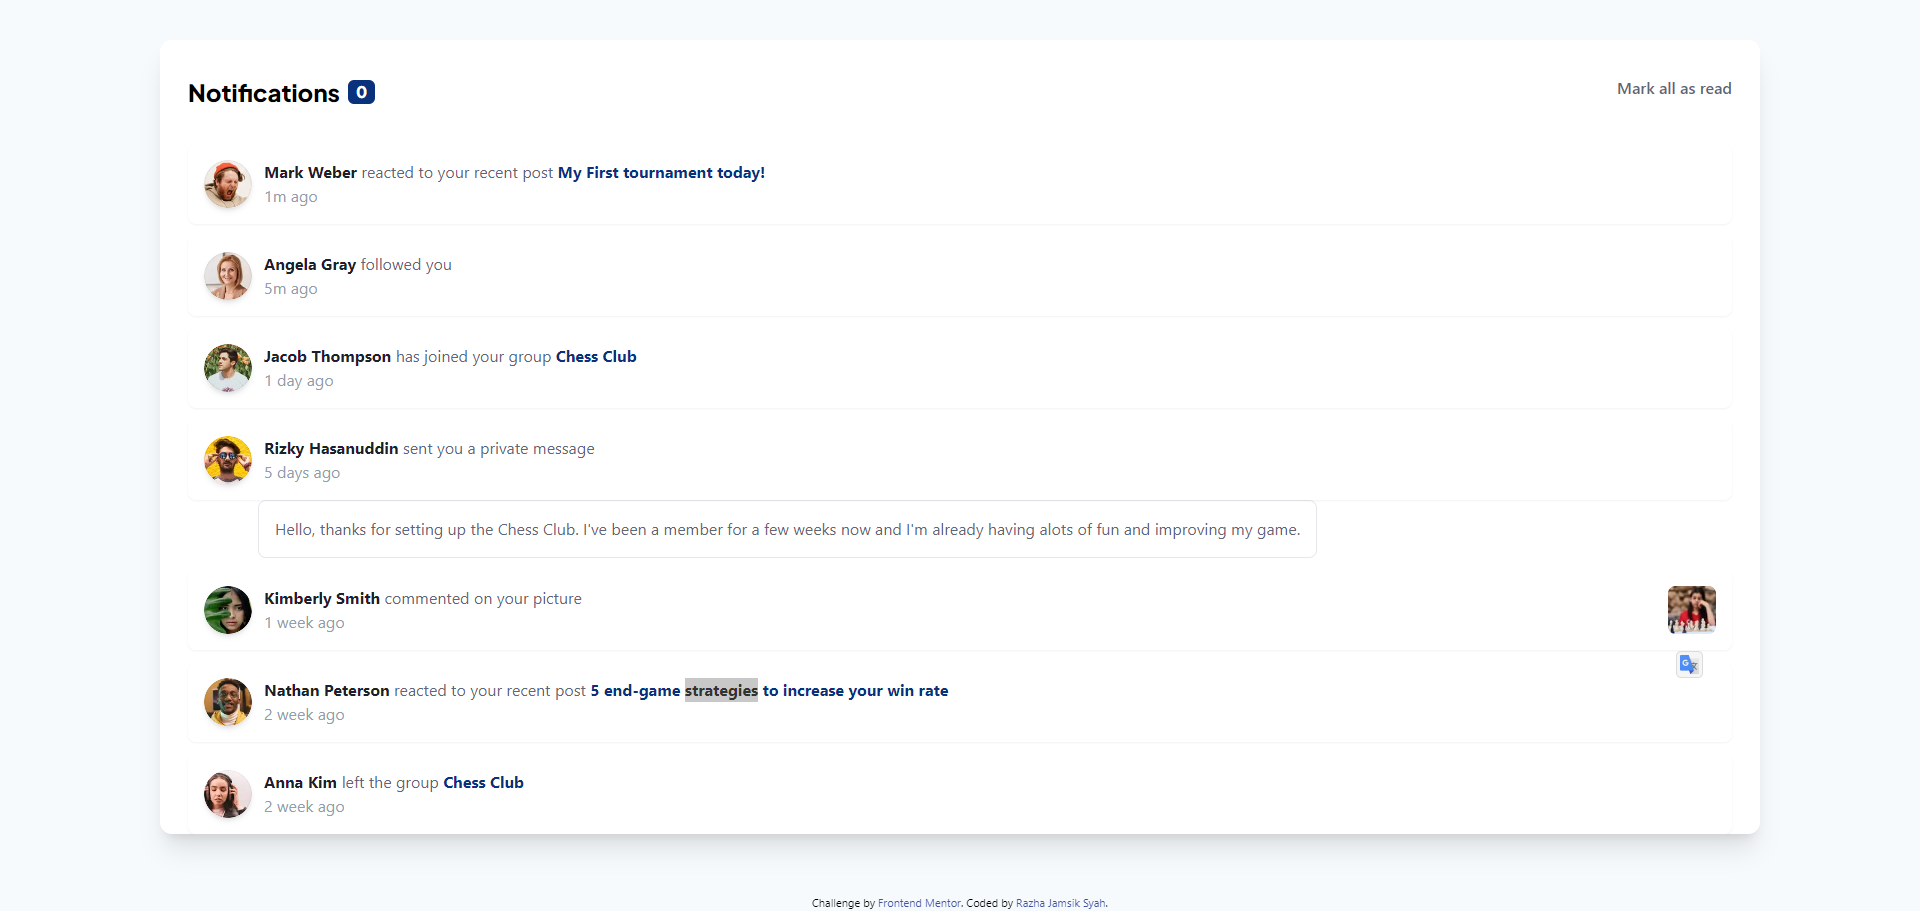 Notifications 0
Mark all as read
Mark Weber reacted to your recent post My First tournament today!
1m ago
Angela Gray followed you
5m ago
Jacob Thompson has joined your group Chess Club
1 day ago
Rizky Hasanuddin sent you a private message
5 days ago
Hello, thanks for setting up the Chess Club. I've been a member for a few weeks now and I'm already having alots of fun and improving my game.
Kimberly Smith commented on your picture
1 week ago
Nathan Peterson reacted to your recent post 5 end-game strategies to increase your win rate
2 week ago
Anna Kim left the group Chess Club
2 week ago
Challenge by Frontend Mentor. Coded by Razha Jamsik Syah.